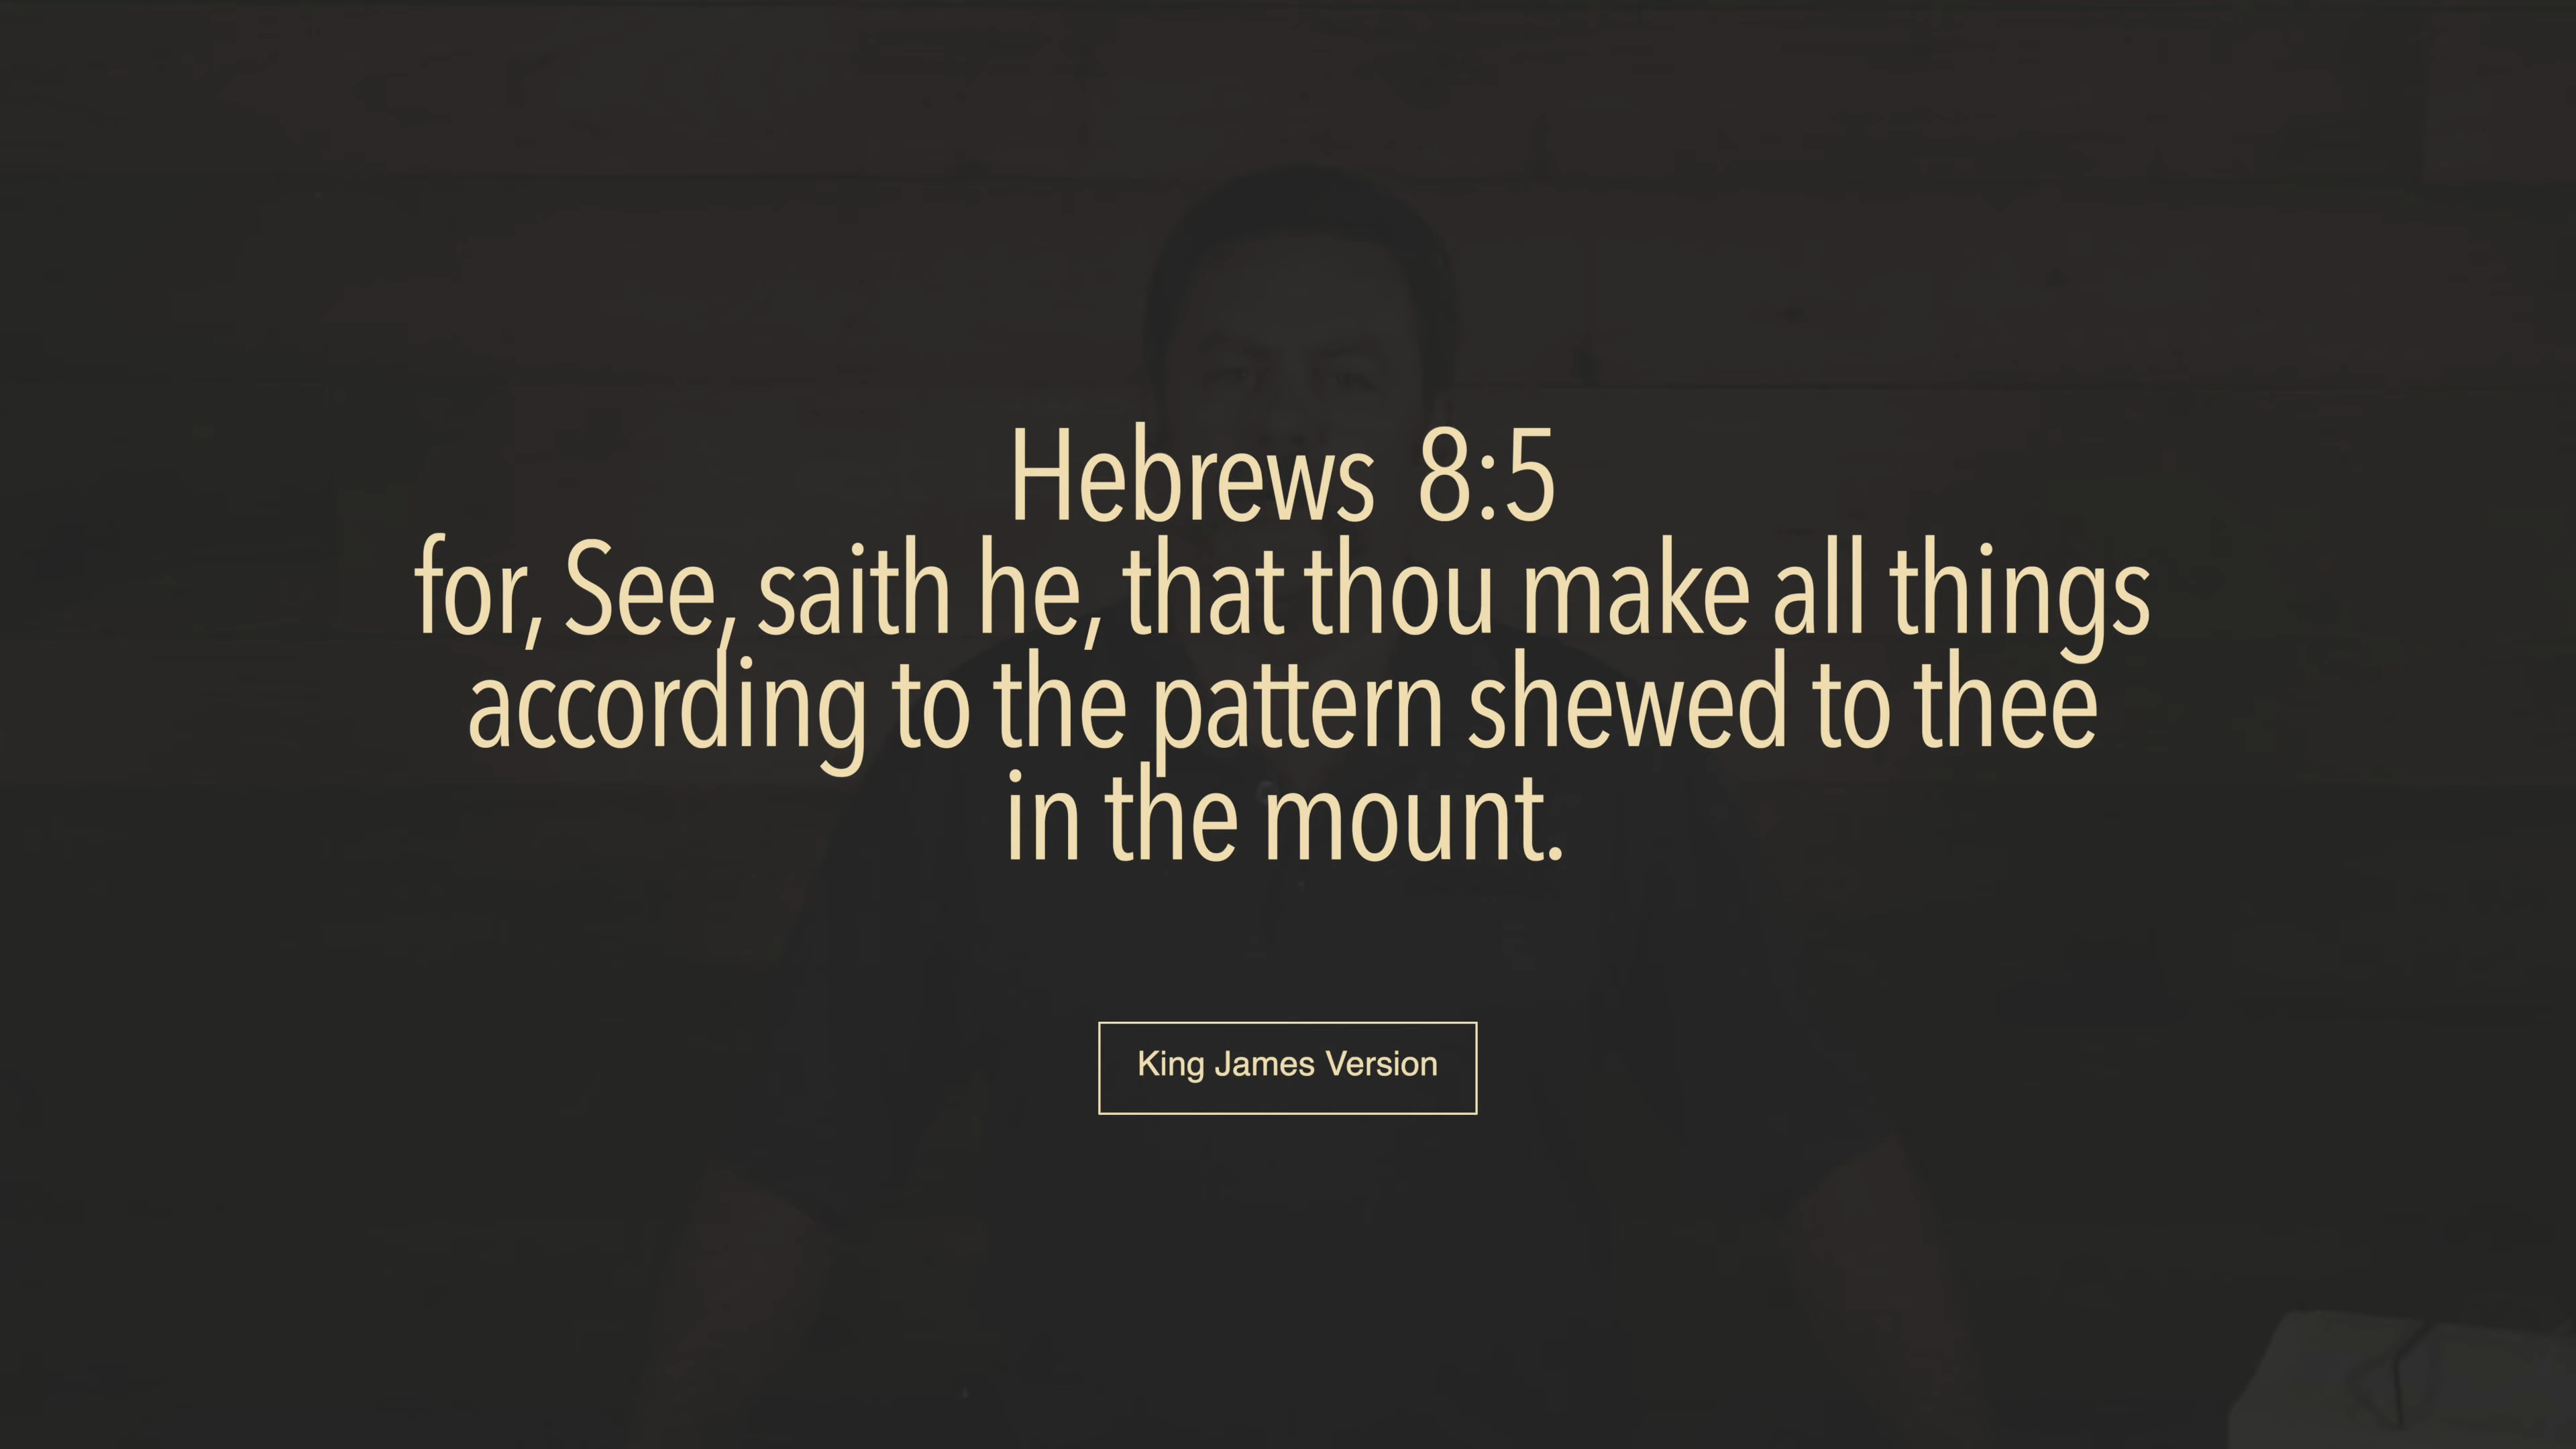 Hebrews 8:5
for, See, saith he, that thou make all things
according to the pattern shewed to thee
in the mount.
King James Version